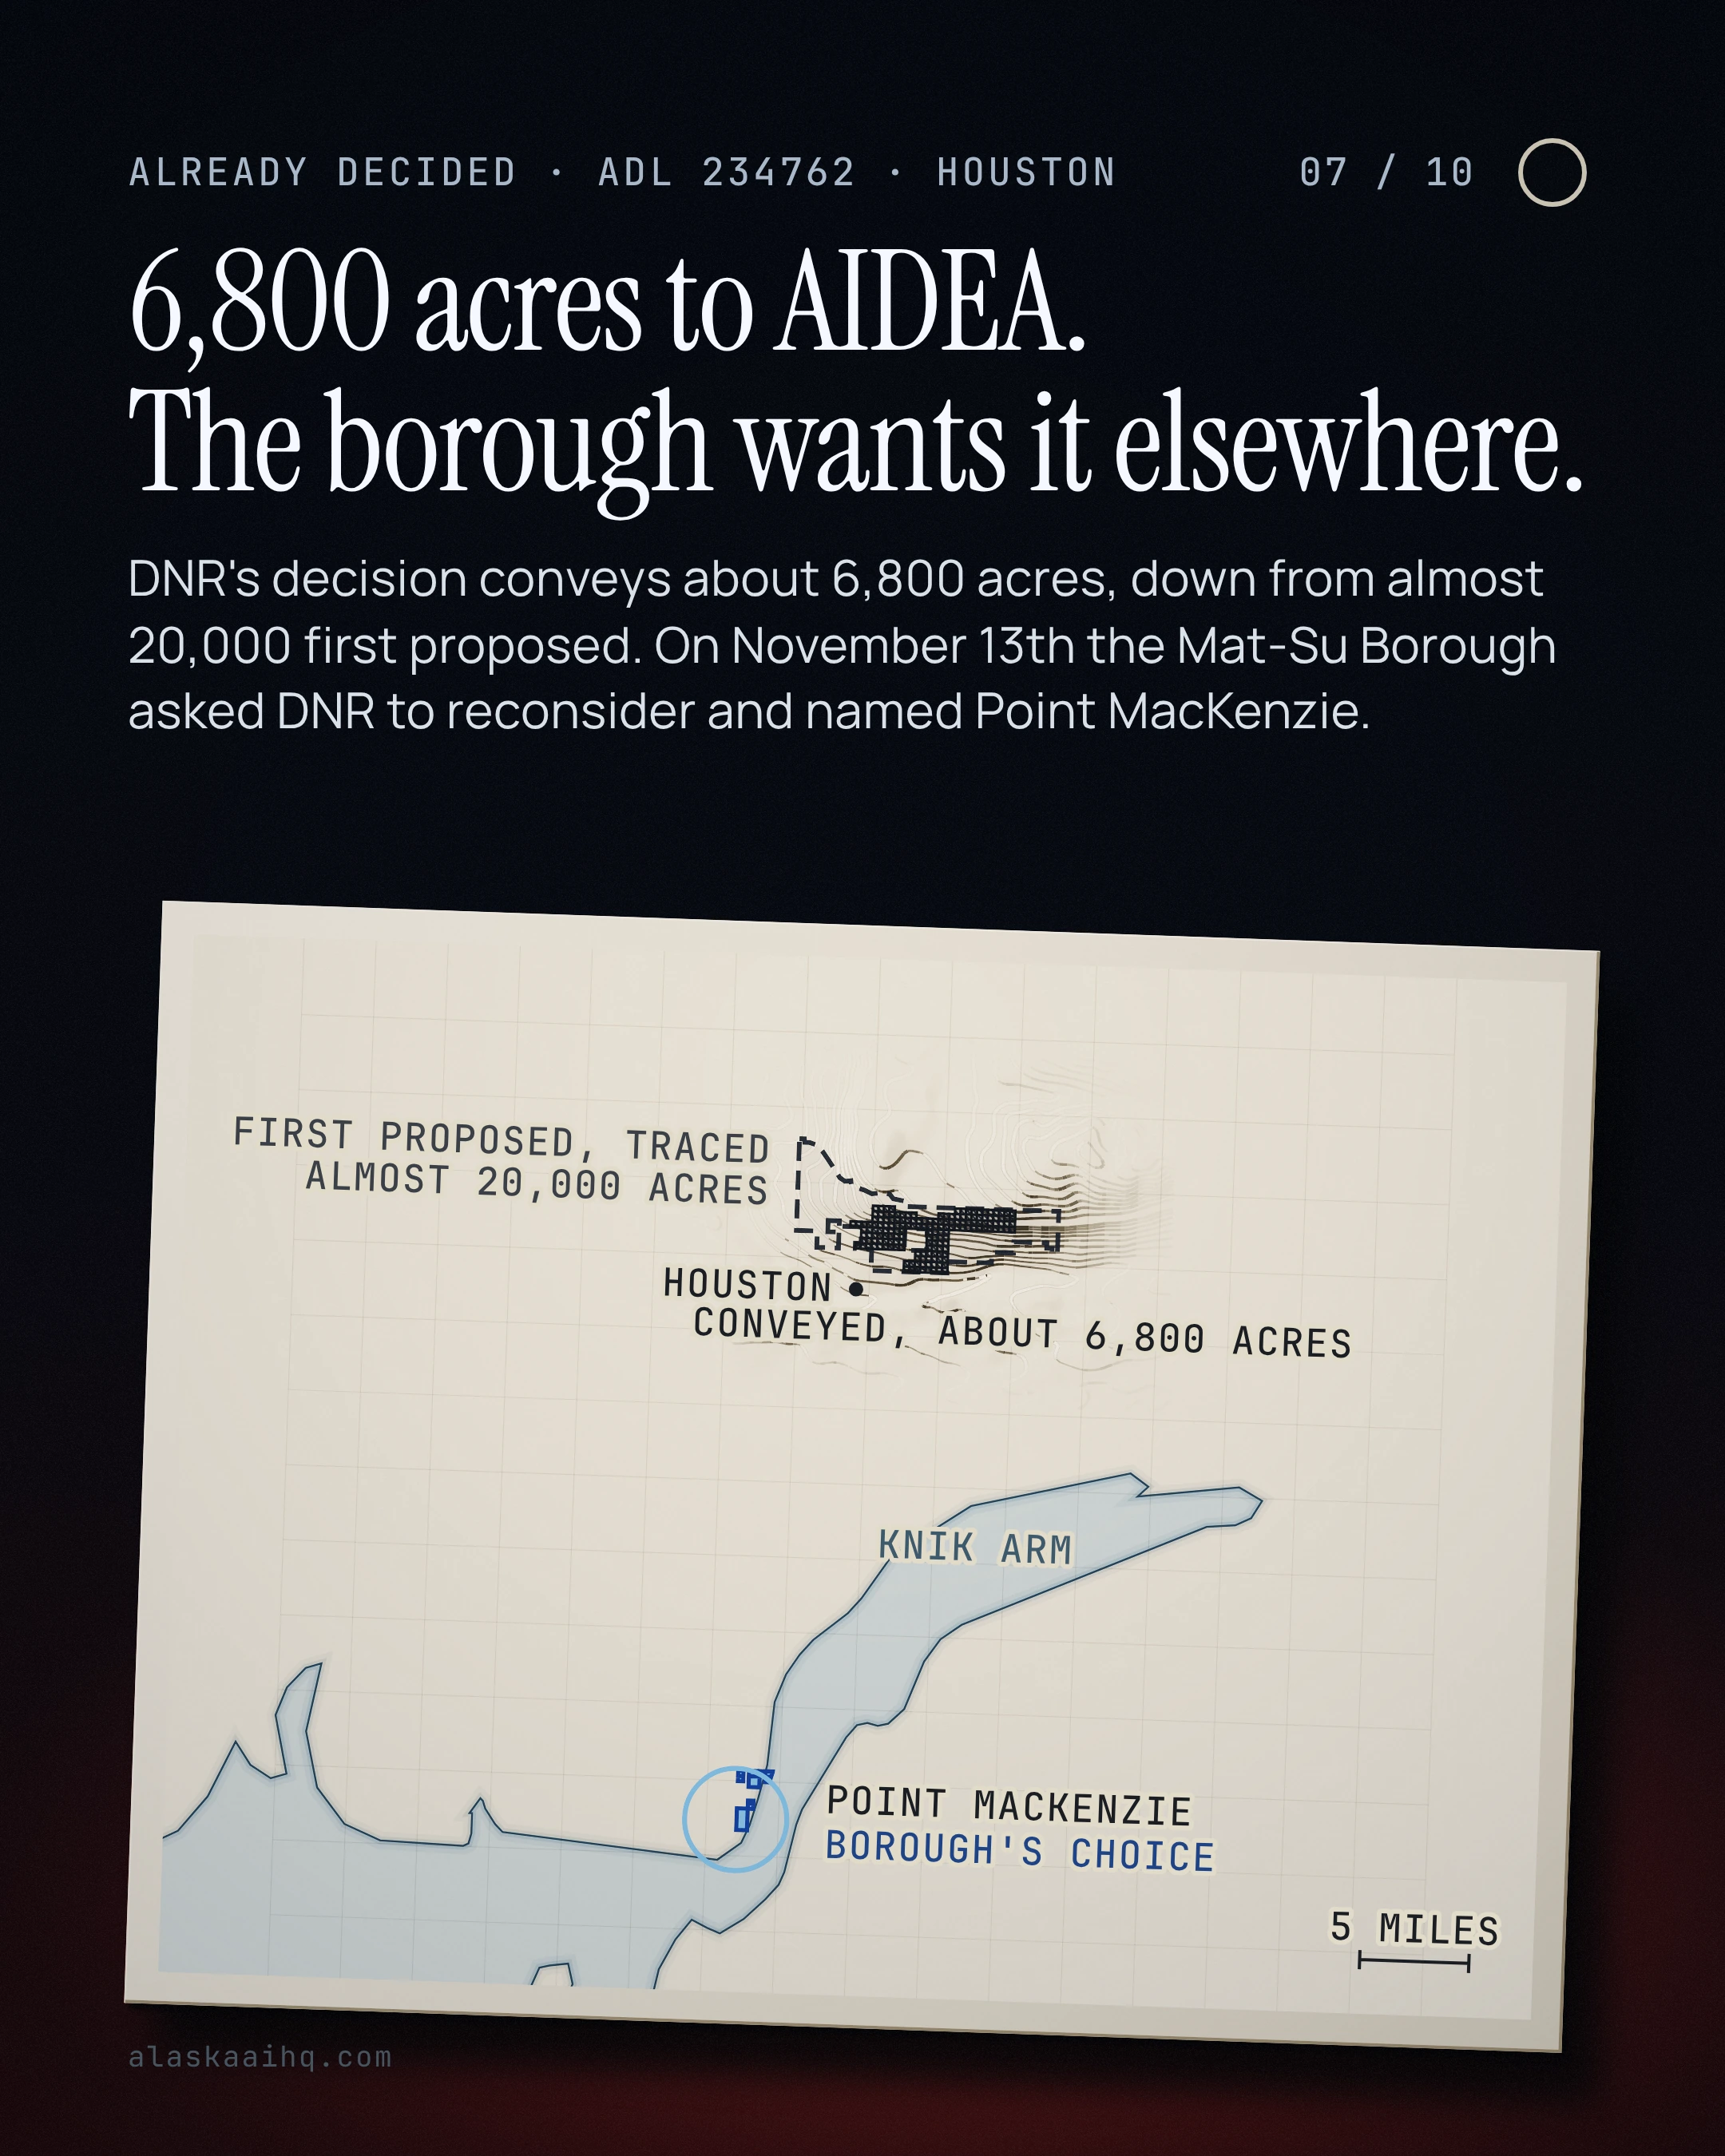 ALREADY DECIDED · ADL 234762 · HOUSTON
07 / 10
6,800 acres to AIDEA.
The borough wants it elsewhere.
DNR's decision conveys about 6,800 acres, down from almost
20,000 first proposed. On November 13th the Mat-Su Borough
asked DNR to reconsider and named Point MacKenzie.
FIRST PROPOSED, TRACED
ALMOST 20,000 ACRES
HOUSTON
CONVEYED, ABOUT 6,800 ACRES
KNIK ARM
POINT MACKENZIE
BOROUGH'S CHOICE
5 MILES
alaskaaihq.com